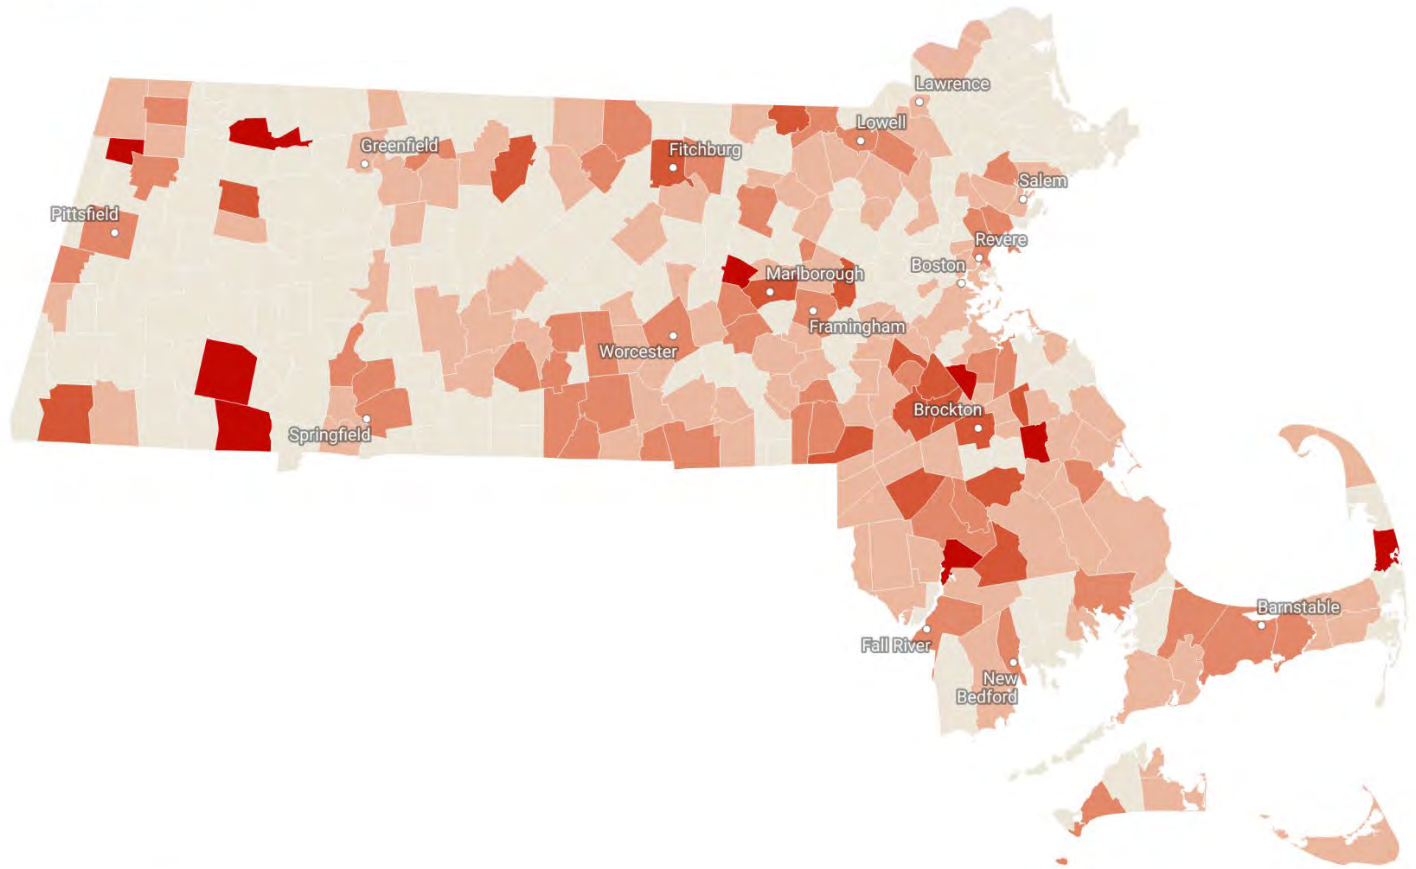 Lawrence
Lowell
Greenfield
Fitchburg
Salem
Pittsfield
Revere
Boston
Marlborough
Framingham
Worcester
Brockton
Springfield
Barnstable
Fall River
New
Bedford